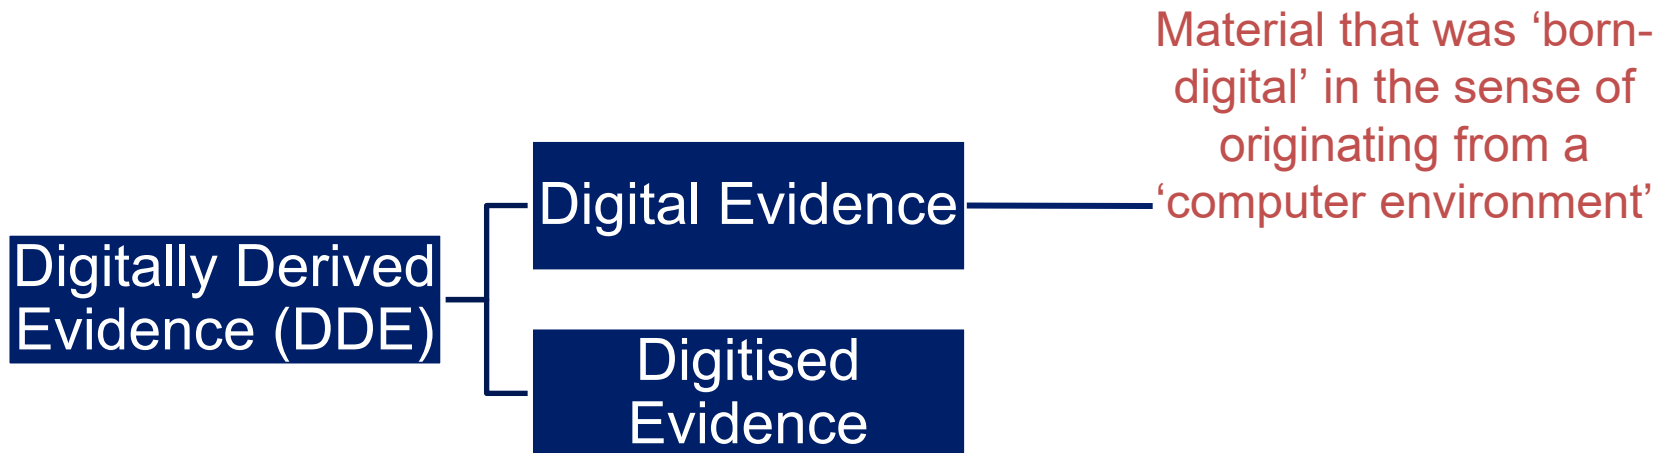 Material that was ‘born-
digital’ in the sense of
originating from a
‘computer environment’
Digital Evidence
Digitally Derived
Evidence (DDE)
Digitised
Evidence